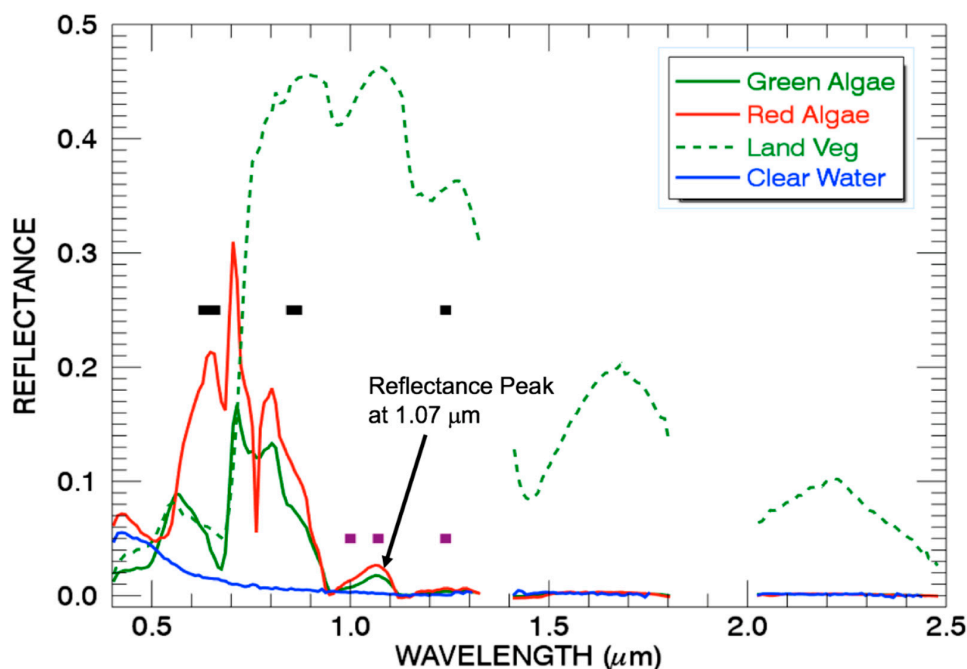 0.5
0.4
0.3
0.2
0.1
0.0
REFLECTANCE
Green Algae
Red Algae
Land Veg
Clear Water
Reflectance Peak
at 1.07 μm
0.5 1.0 1.5 2.0 2.5
WAVELENGTH (μm)